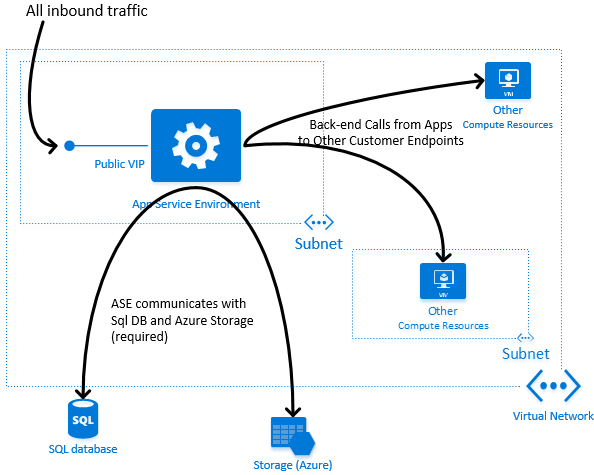 All inbound traffic
VM
Other
Compute Resources
Back-end Calls from Apps
to Other Customer Endpoints
Public VIP
App Service Environment
Subnet
VM
Other
Compute Resources
ASE communicates with
Sql DB and Azure Storage
(required)
Subnet
Virtual Network
SQL
SQL database
Storage (Azure)